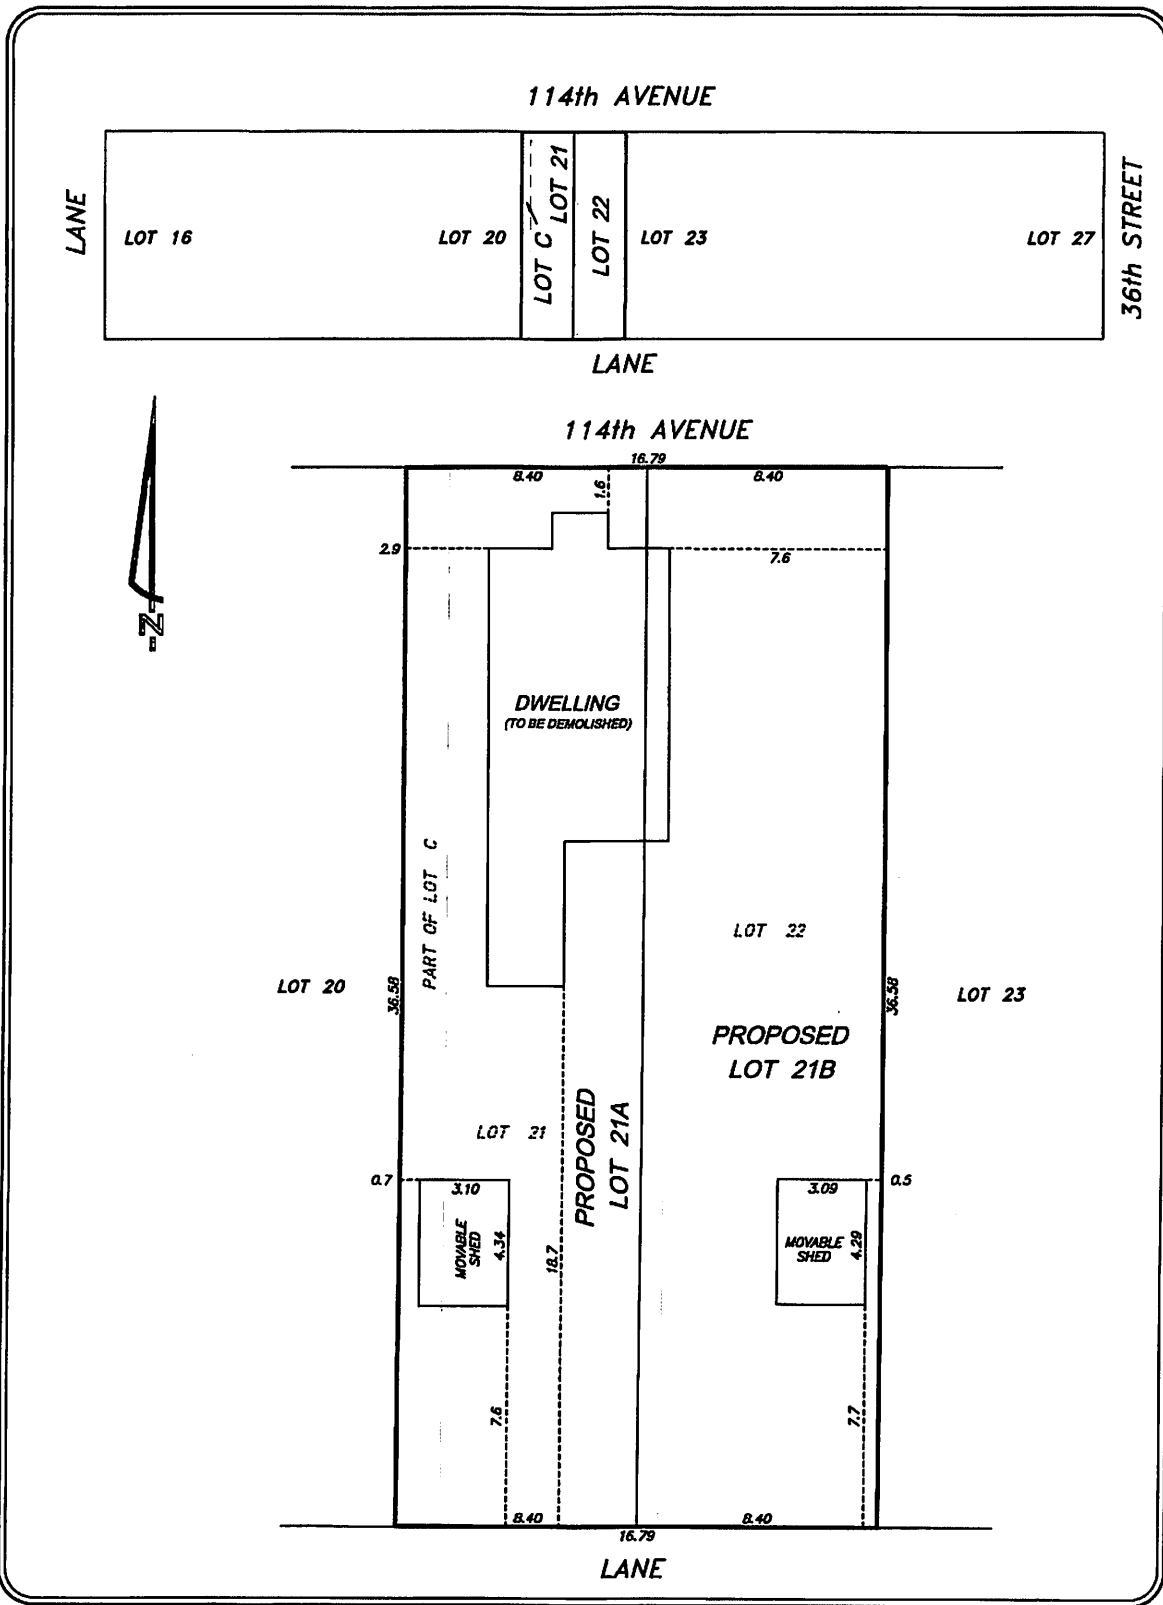 114th AVENUE
LANE
LOT 16
LOT 20
LOT C
LOT 21
LOT 22
LOT 23
LOT 27
36th STREET
LANE
114th AVENUE
16.79
8.40
8.40
1.6
2.9
7.6
N
DWELLING
(TO BE DEMOLISHED)
PART OF LOT C
LOT 22
LOT 20
36.58
36.58
LOT 23
PROPOSED
LOT 21B
PROPOSED
LOT 21A
LOT 21
0.7
3.10
MOVABLE
SHED
4.34
18.7
3.09
0.5
MOVABLE
SHED
4.29
7.6
7.7
8.40
8.40
16.79
LANE